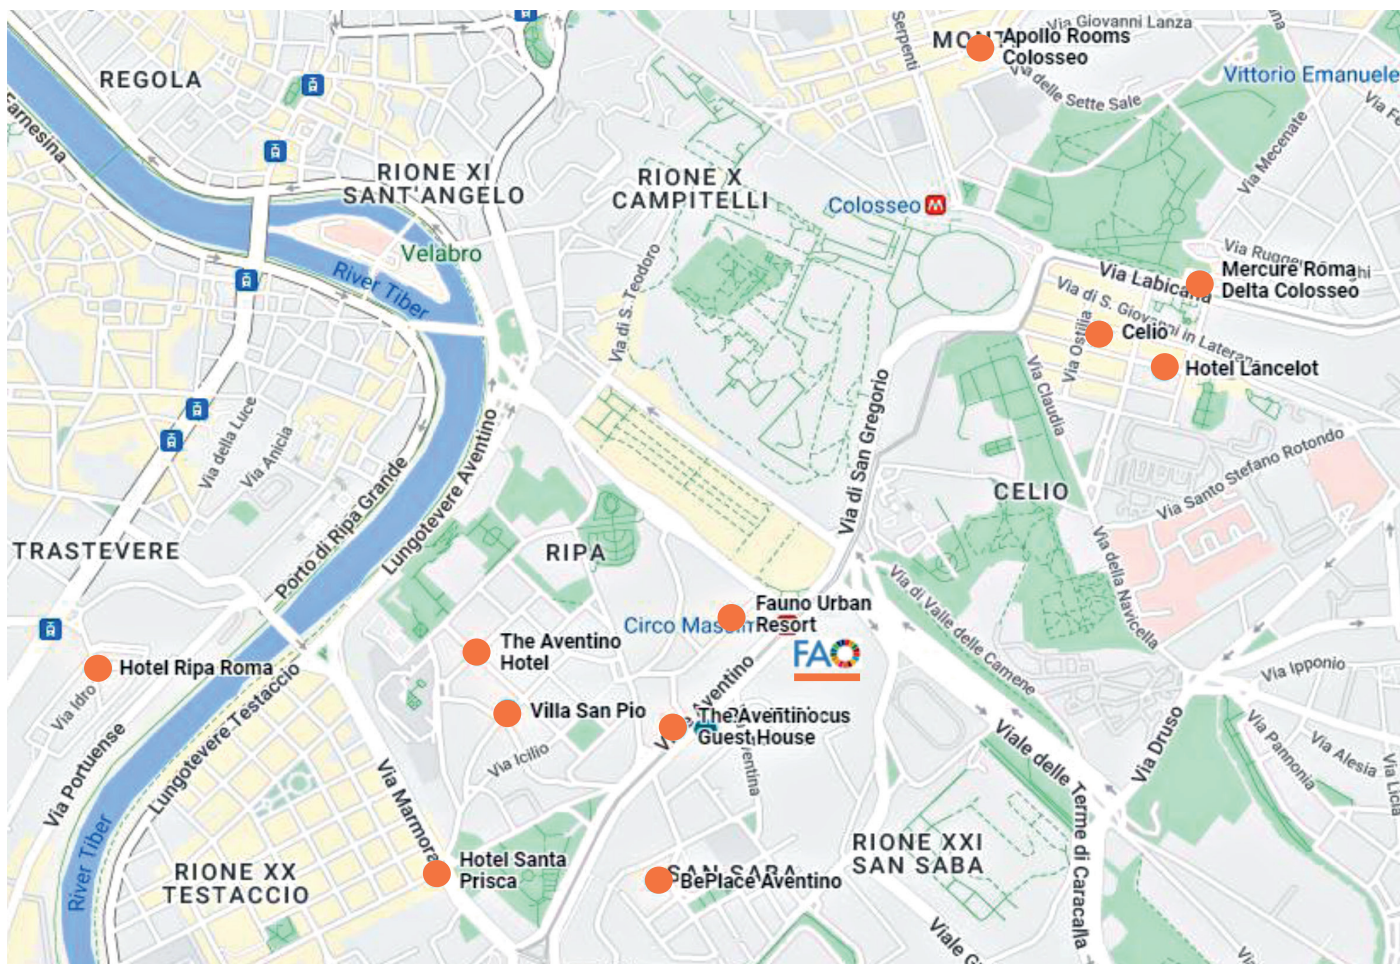 Via Giovanni Lanza
Serpenti
Apollo Rooms
Colosseo
REGOLA
Via delle Sette Sale
Vittorio Emanuele
Via Mecenate
RIONE XI
SANT'ANGELO
RIONE X
CAMPITELLI
Colosseo
Velabro
River Tiber
Via di S. Teodoro
Via Labicana
Mercure Roma
Delta Colosseo
Via di S. Giovanni in Laterano
Via Ostilia
Celio
Hotel Lancelot
Via Claudia
Via di San Gregorio
Via della Luce
Via Anicia
Porto di Ripa Grande
Lungotevere Aventino
CELIO
Via Santo Stefano Rotondo
TRASTEVERE
RIPA
Via della Navicella
Via di Valle delle Camene
Fauno Urban
Resort
Circo Massimo
FAO
The Aventino
Hotel
Hotel Ripa Roma
Via Idro
Via Portuense
Lungotevere Testaccio
Villa San Pio
The Aventinocus
Guest House
Via Icilio
Via Ipponio
Via Druso
Via Pannonia
Via Alesia
Via Licia
Viale delle Terme di Caracalla
Via Marmora
River Tiber
RIONE XX
TESTACCIO
Hotel Santa
Prisca
SAN SABA
BePlace Aventino
RIONE XXI
SAN SABA